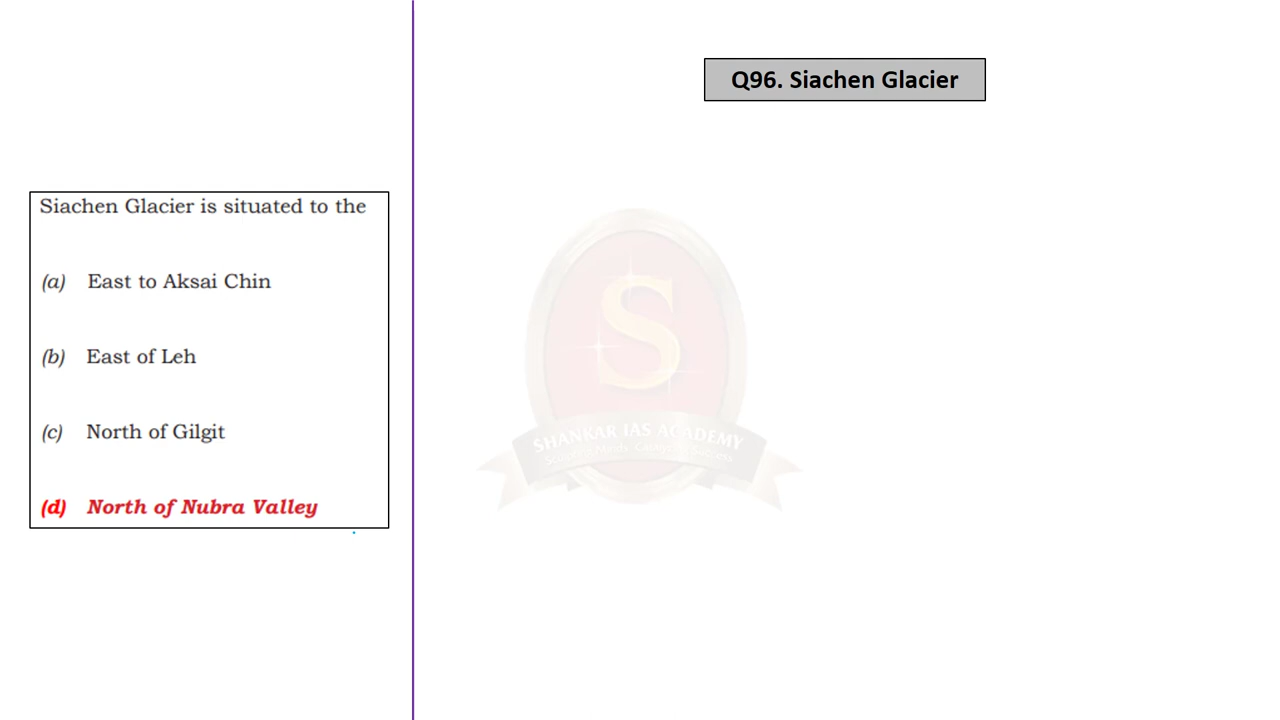 Q96. Siachen Glacier
Siachen Glacier is situated to the
(a) East to Aksai Chin
(b) East of Leh
(c) North of Gilgit
(d) North of Nubra Valley
S
SHANKAR IAS ACADEMY